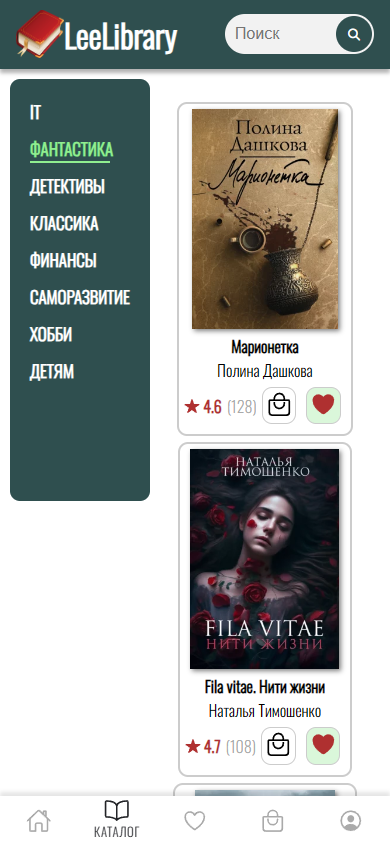 LeeLibrary
Поиск
IT
ФАНТАСТИКА
ДЕТЕКТИВЫ
КЛАССИКА
ФИНАНСЫ
САМОРАЗВИТИЕ
ХОББИ
ДЕТЯМ
Полина
Дашкова
Марионетка
Марионетка
Полина Дашкова
4.6 (128)
НАТАЛЬЯ
ТИМОШЕНКО
FILA VITAE
НИТИ ЖИЗНИ
Fila vitae. Нити жизни
Наталья Тимошенко
4.7 (108)
КАТАЛОГ